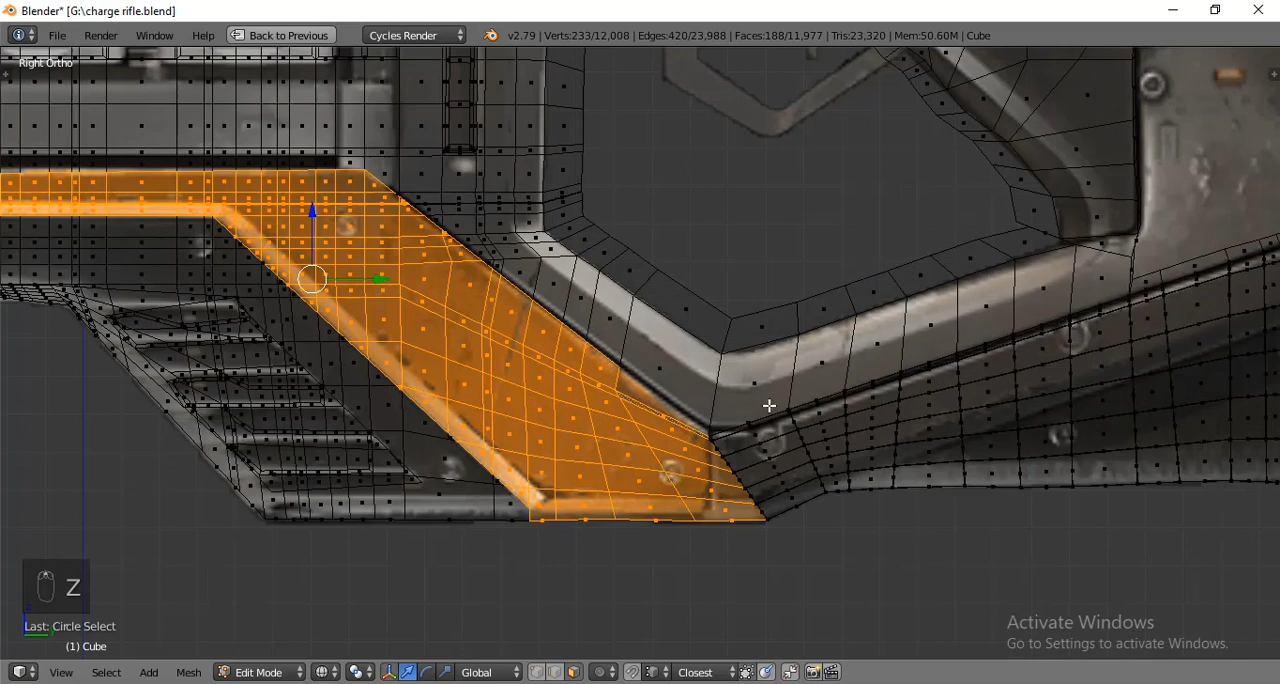 Blender* [G:\charge rifle.blend]
File Render Window Help Back to Previous Cycles Render v2.79 | Verts:233/12,008 | Edges:420/23,988 | Faces:188/11,977 | Tris:23,320 | Mem:50.60M | Cube
Right Ortho
Z
Last: Circle Select
(1) Cube
Activate Windows
Go to Settings to activate Windows.
View Select Add Mesh Edit Mode Global Closest